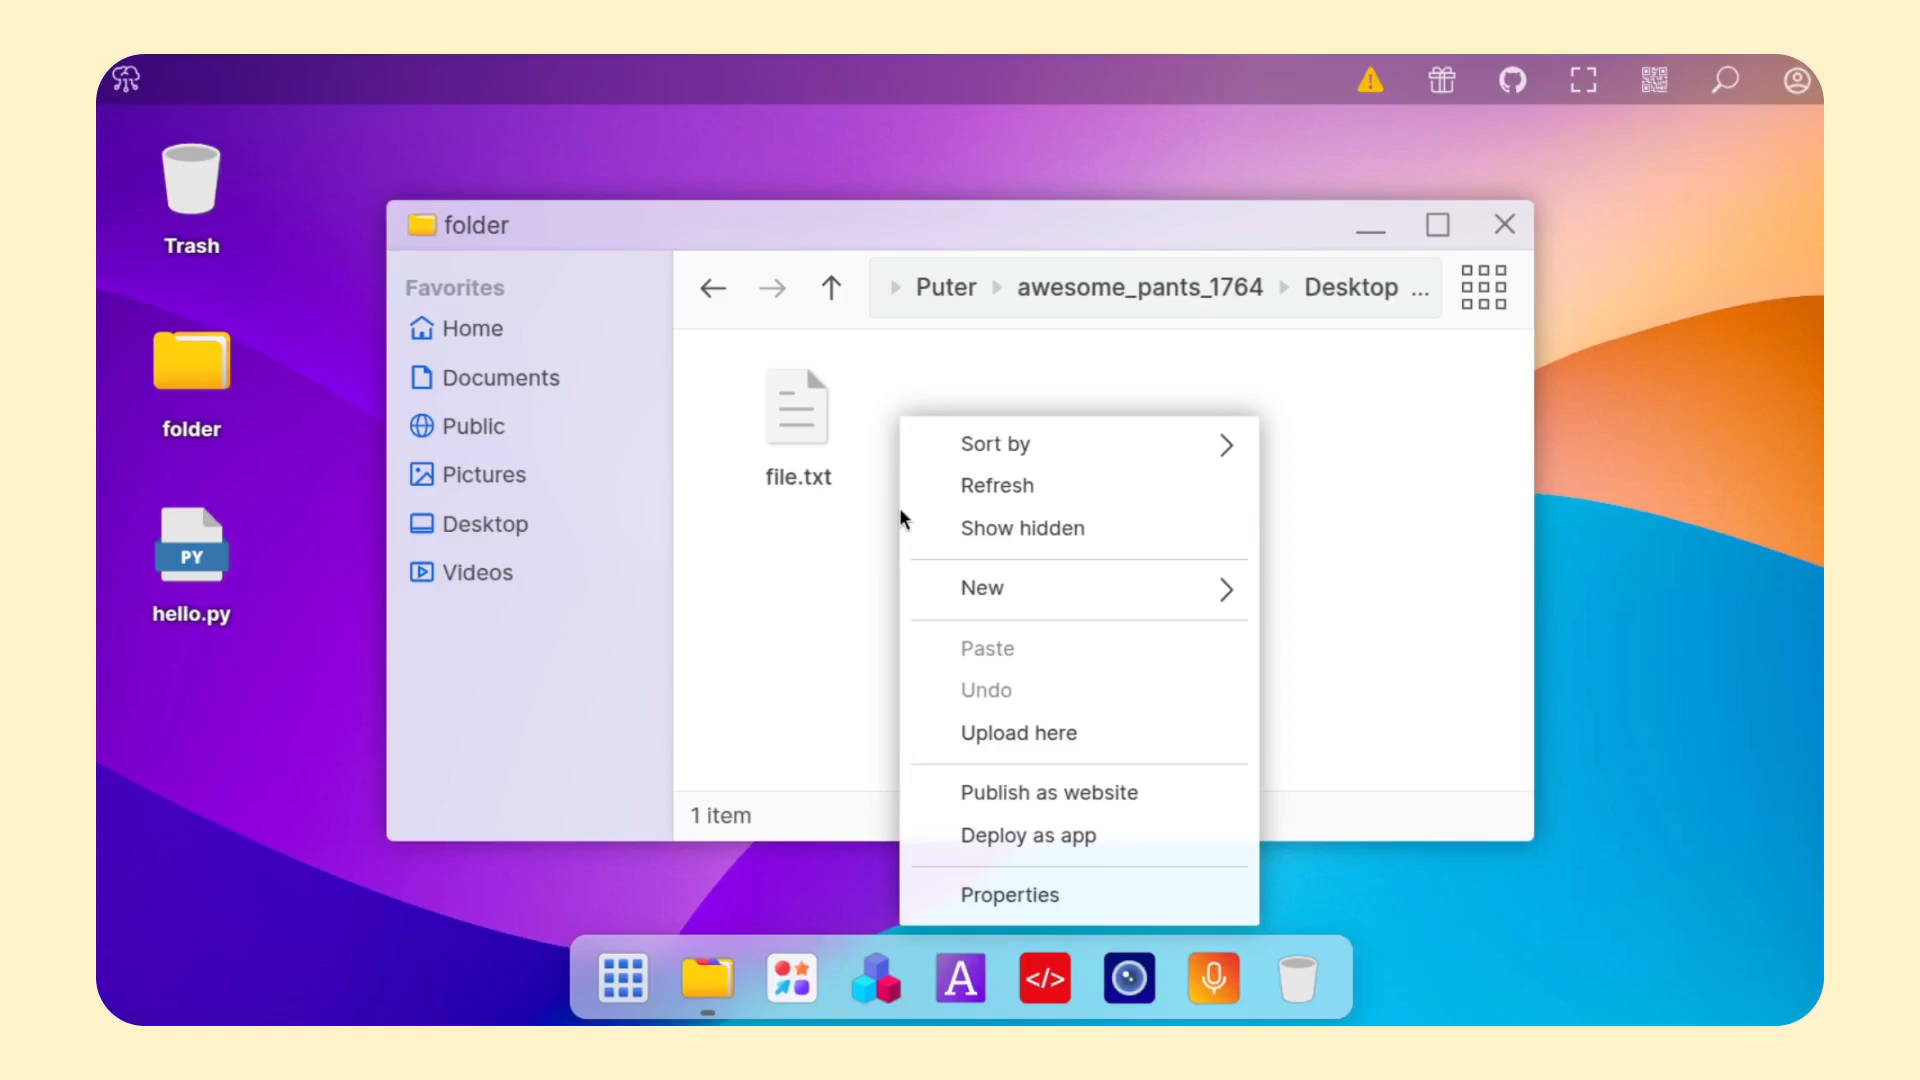 Trash
folder
PY
hello.py
folder
Favorites
Home
Documents
Public
Pictures
Desktop
Videos
Puter awesome_pants_1764 Desktop ...
file.txt
1 item
Sort by
Refresh
Show hidden
New
Paste
Undo
Upload here
Publish as website
Deploy as app
Properties
A
</>